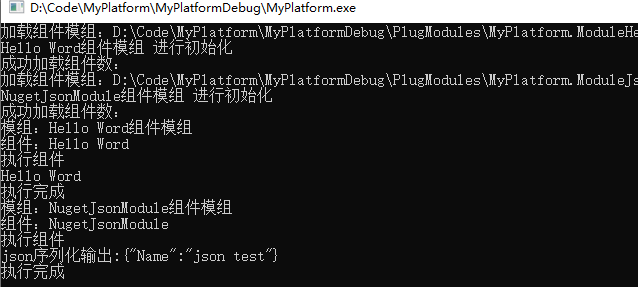 D:\Code\MyPlatform\MyPlatformDebug\MyPlatform.exe
加载组件模组：D:\Code\MyPlatform\MyPlatformDebug\PlugModules\MyPlatform.ModuleHe
Hello Word组件模组 进行初始化
成功加载组件数：
加载组件模组：D:\Code\MyPlatform\MyPlatformDebug\PlugModules\MyPlatform.ModuleJs
NugetJsonModule组件模组 进行初始化
成功加载组件数：
模组：Hello Word组件模组
组件：Hello Word
执行组件
Hello Word
执行完成
模组：NugetJsonModule组件模组
组件：NugetJsonModule
执行组件
json序列化输出:{"Name":"json test"}
执行完成